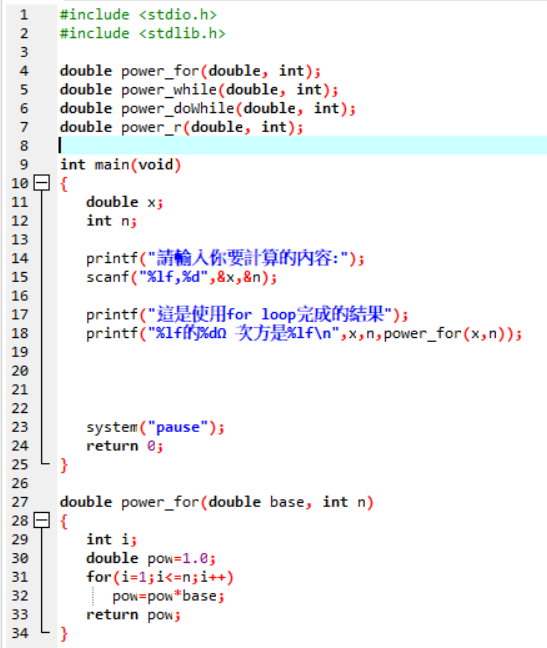 1 #include <stdio.h>
2 #include <stdlib.h>
3
4 double power_for(double, int);
5 double power_while(double, int);
6 double power_doWhile(double, int);
7 double power_r(double, int);
8
9 int main(void)
10 {
11 double x;
12 int n;
13
14 printf("請輸入你要計算的內容:");
15 scanf("%lf,%d",&x,&n);
16
17 printf("這是使用for loop完成的結果");
18 printf("%lf的%dΩ 次方是%lf\n",x,n,power_for(x,n));
19
20
21
22
23 system("pause");
24 return 0;
25 }
26
27 double power_for(double base, int n)
28 {
29 int i;
30 double pow=1.0;
31 for(i=1;i<=n;i++)
32 pow=pow*base;
33 return pow;
34 }